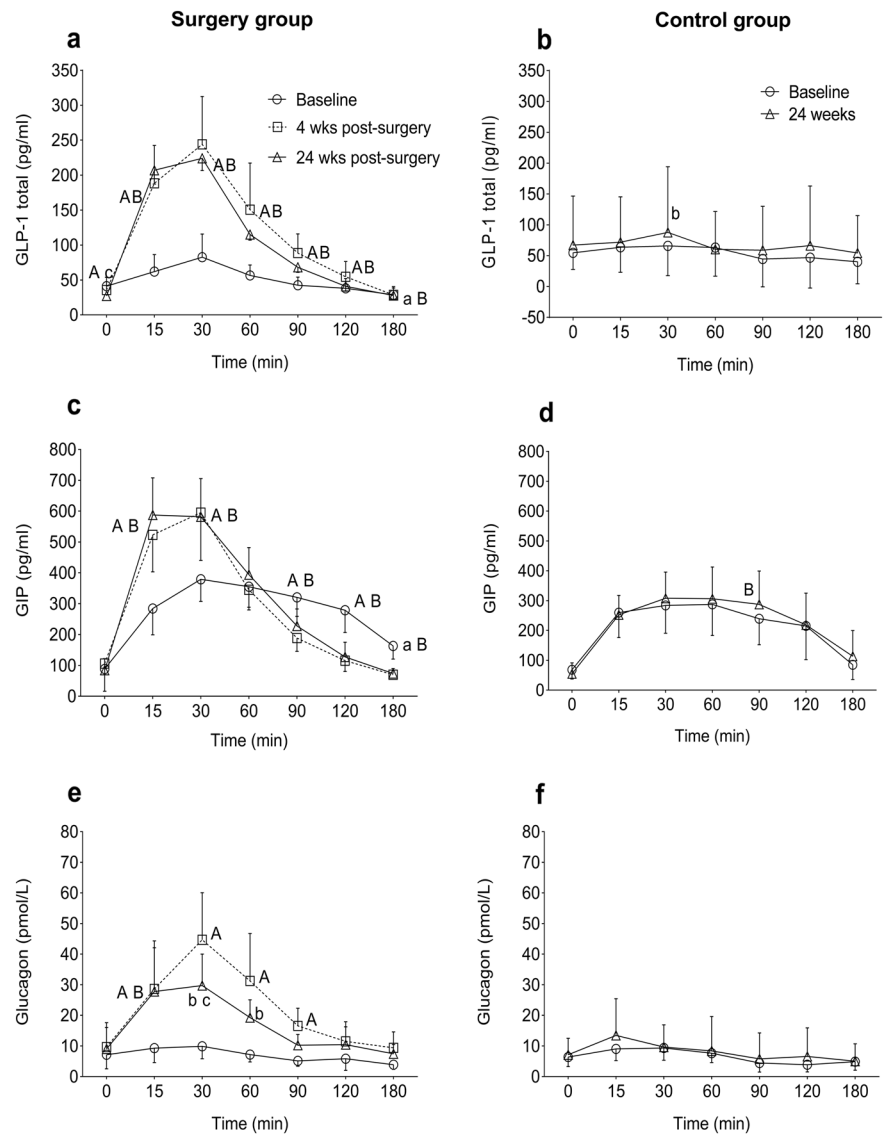 Surgery group
Control group
a
350
300
250
200
150
100
50
0
GLP-1 total (pg/ml)
Baseline
4 wks post-surgery
24 wks post-surgery
A c
AB
AB
AB
AB
AB
a B
0 15 30 60 90 120 180
Time (min)
b
350
300
250
200
150
100
50
0
-50
GLP-1 total (pg/ml)
Baseline
24 weeks
b
0 15 30 60 90 120 180
Time (min)
c
800
700
600
500
400
300
200
100
0
GIP (pg/ml)
A B
A B
A B
A B
a B
0 15 30 60 90 120 180
Time (min)
d
800
700
600
500
400
300
200
100
0
GIP (pg/ml)
B
0 15 30 60 90 120 180
Time (min)
e
80
70
60
50
40
30
20
10
0
Glucagon (pmol/L)
A B
A
b c
A
b
A
0 15 30 60 90 120 180
Time (min)
f
80
70
60
50
40
30
20
10
0
Glucagon (pmol/L)
0 15 30 60 90 120 180
Time (min)